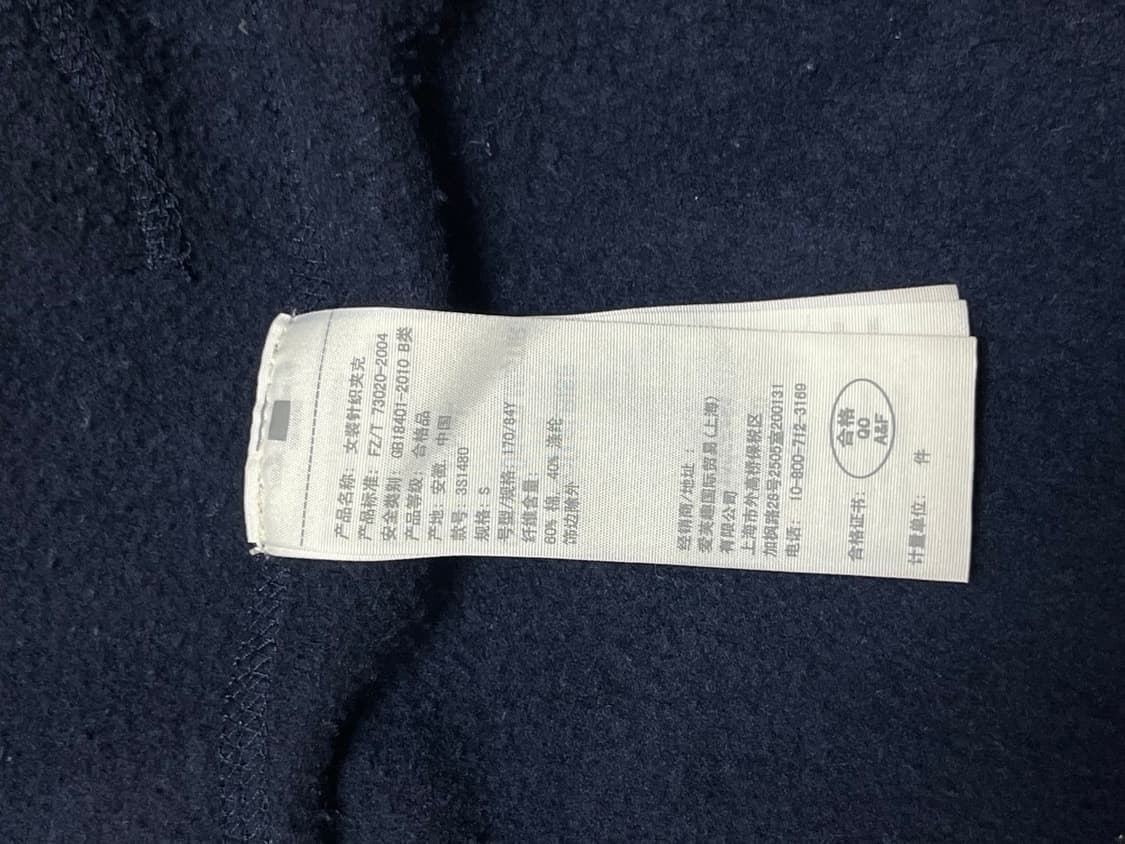 产品名称: 女装针织夹克
产品标准: FZ/T 73020-2004
安全类别: GB18401-2010 B类
产品等级: 合格品
产地: 安徽, 中国
款号: 3S1480
规格: S
号型/规格: 170/84Y
纤维含量:
60% 棉, 40% 涤纶
饰边除外
经销商/地址:
爱芙趣国际贸易(上海)
有限公司
上海市外高桥保税区
加枫路28号2505室200131
电话: 10-800-712-3169
合格证书:
合格
QO
A&F
计量单位: 件